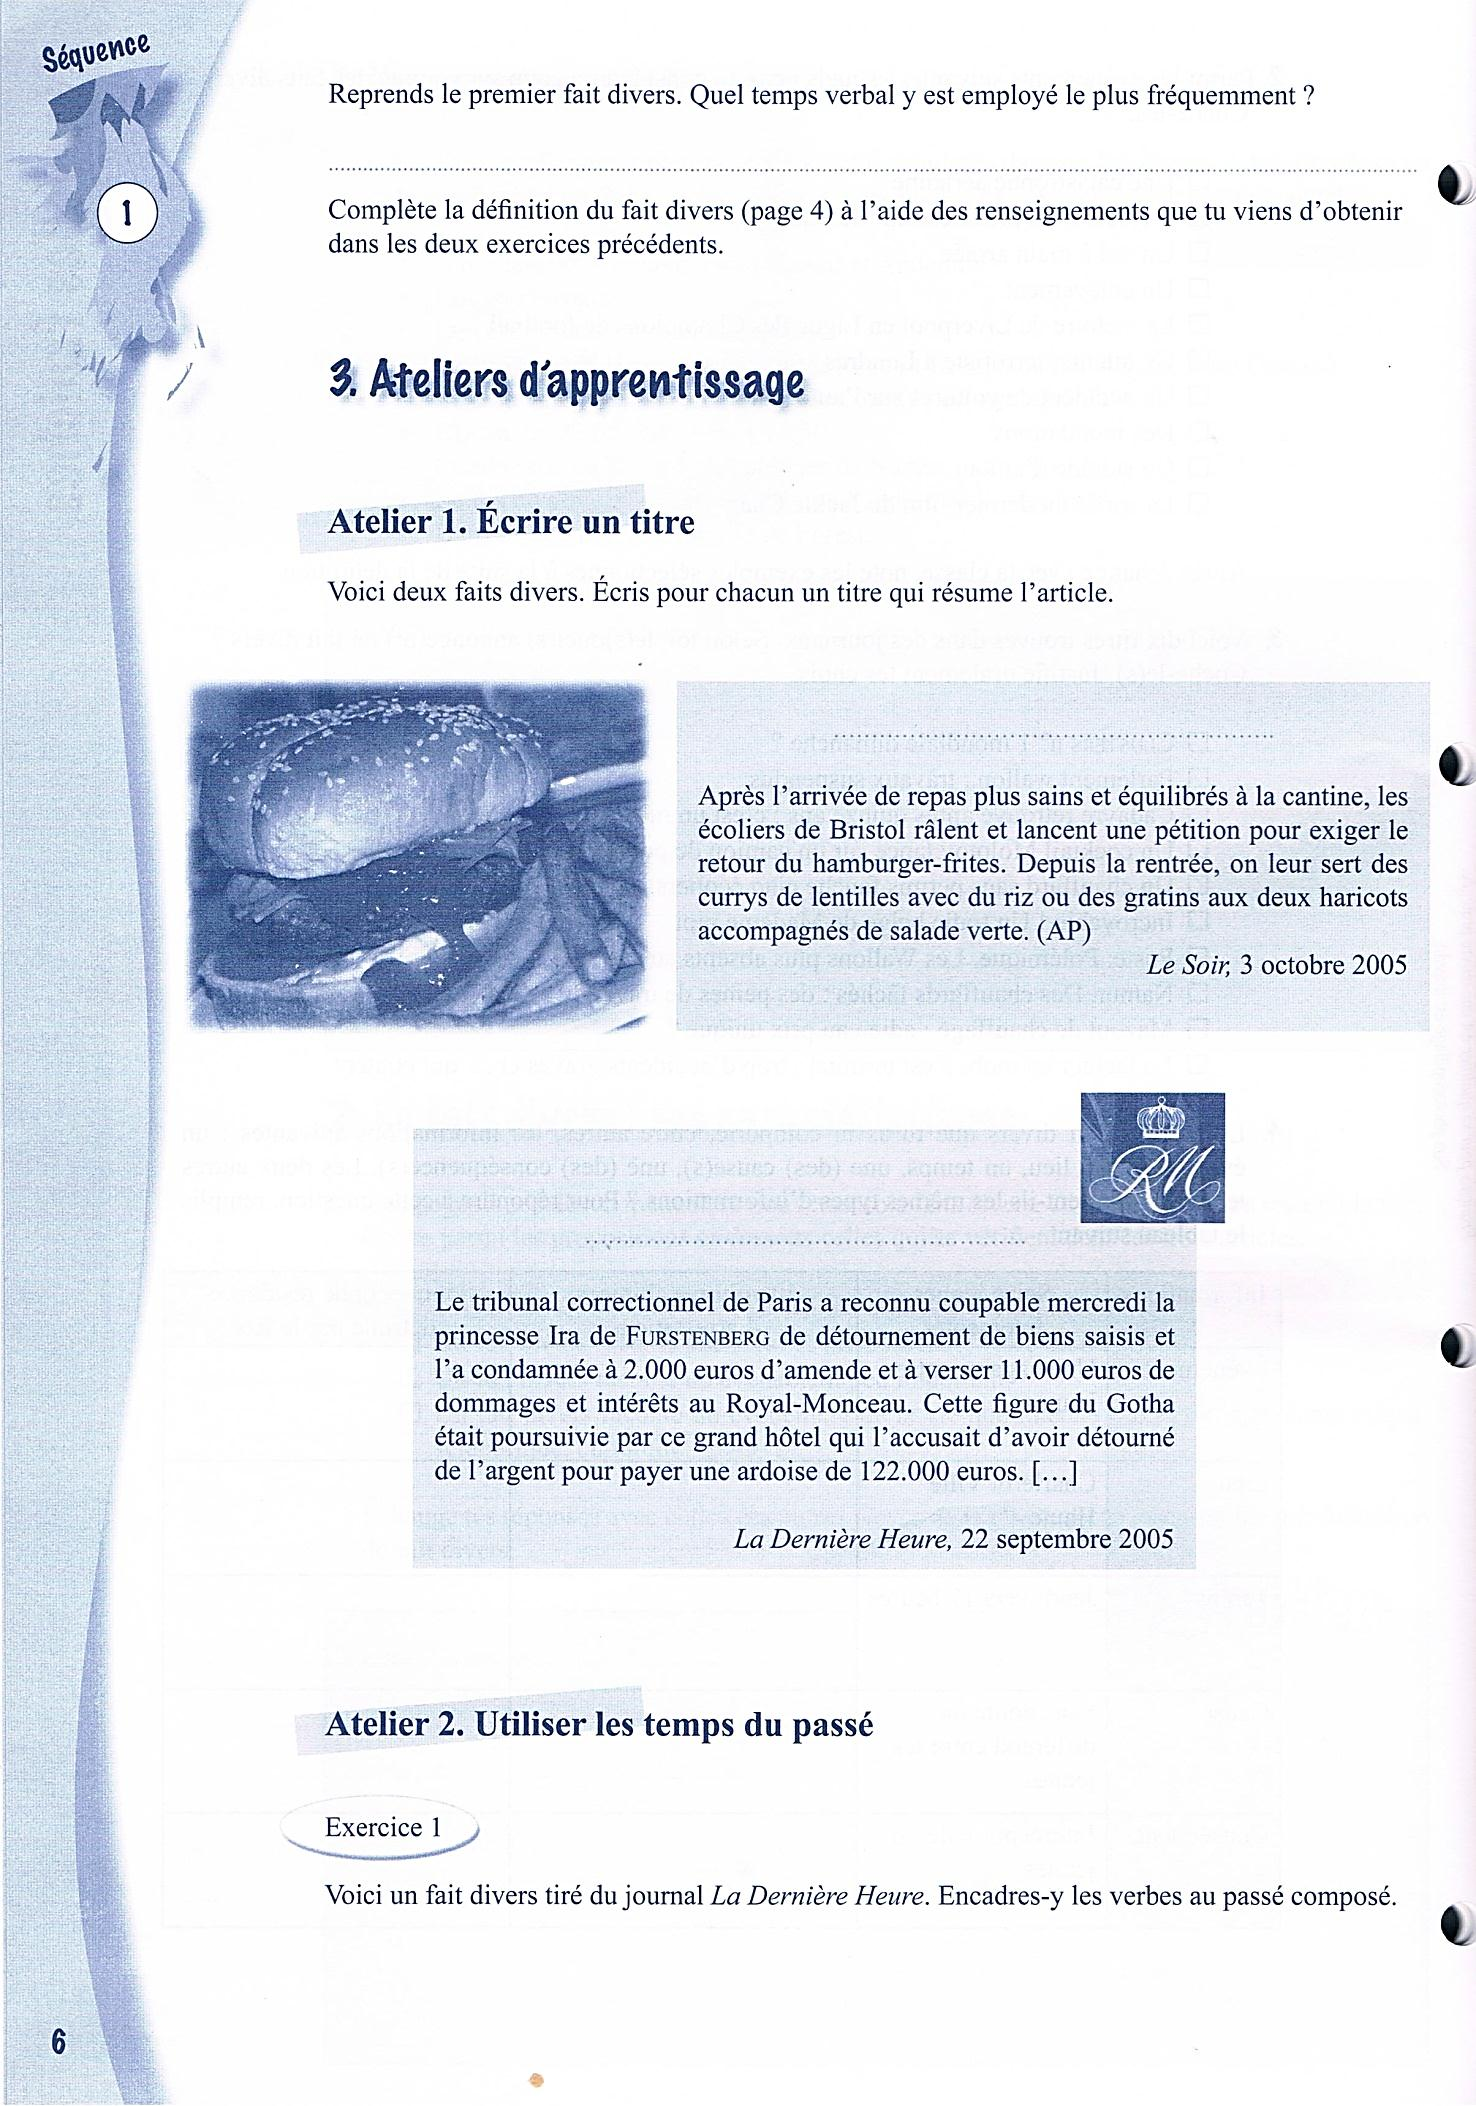 Séquence
1
Reprends le premier fait divers. Quel temps verbal y est employé le plus fréquemment ?
Complète la définition du fait divers (page 4) à l'aide des renseignements que tu viens d'obtenir
dans les deux exercices précédents.
3. Ateliers d'apprentissage
Atelier 1. Écrire un titre
Voici deux faits divers. Écris pour chacun un titre qui résume l'article.
Après l'arrivée de repas plus sains et équilibrés à la cantine, les
écoliers de Bristol râlent et lancent une pétition pour exiger le
retour du hamburger-frites. Depuis la rentrée, on leur sert des
currys de lentilles avec du riz ou des gratins aux deux haricots
accompagnés de salade verte. (AP)
Le Soir, 3 octobre 2005
RM
Le tribunal correctionnel de Paris a reconnu coupable mercredi la
princesse Ira de FURSTENBERG de détournement de biens saisis et
l'a condamnée à 2.000 euros d'amende et à verser 11.000 euros de
dommages et intérêts au Royal-Monceau. Cette figure du Gotha
était poursuivie par ce grand hôtel qui l'accusait d'avoir détourné
de l'argent pour payer une ardoise de 122.000 euros. […]
La Dernière Heure, 22 septembre 2005
Atelier 2. Utiliser les temps du passé
Exercice 1
Voici un fait divers tiré du journal La Dernière Heure. Encadres-y les verbes au passé composé.
6